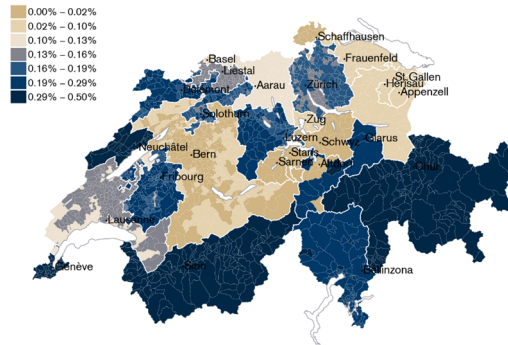 0.00% – 0.02%
0.02% – 0.10%
0.10% – 0.13%
0.13% – 0.16%
0.16% – 0.19%
0.19% – 0.29%
0.29% – 0.50%
Schaffhausen
Basel
Liestal
Frauenfeld
Delémont
Aarau
Zürich
St.Gallen
Herisau
Appenzell
Solothurn
Zug
Neuchâtel
Bern
Luzern
Schwyz
Glarus
Stans
Sarnen
Altdorf
Chur
Fribourg
Lausanne
Genève
Sion
Bellinzona